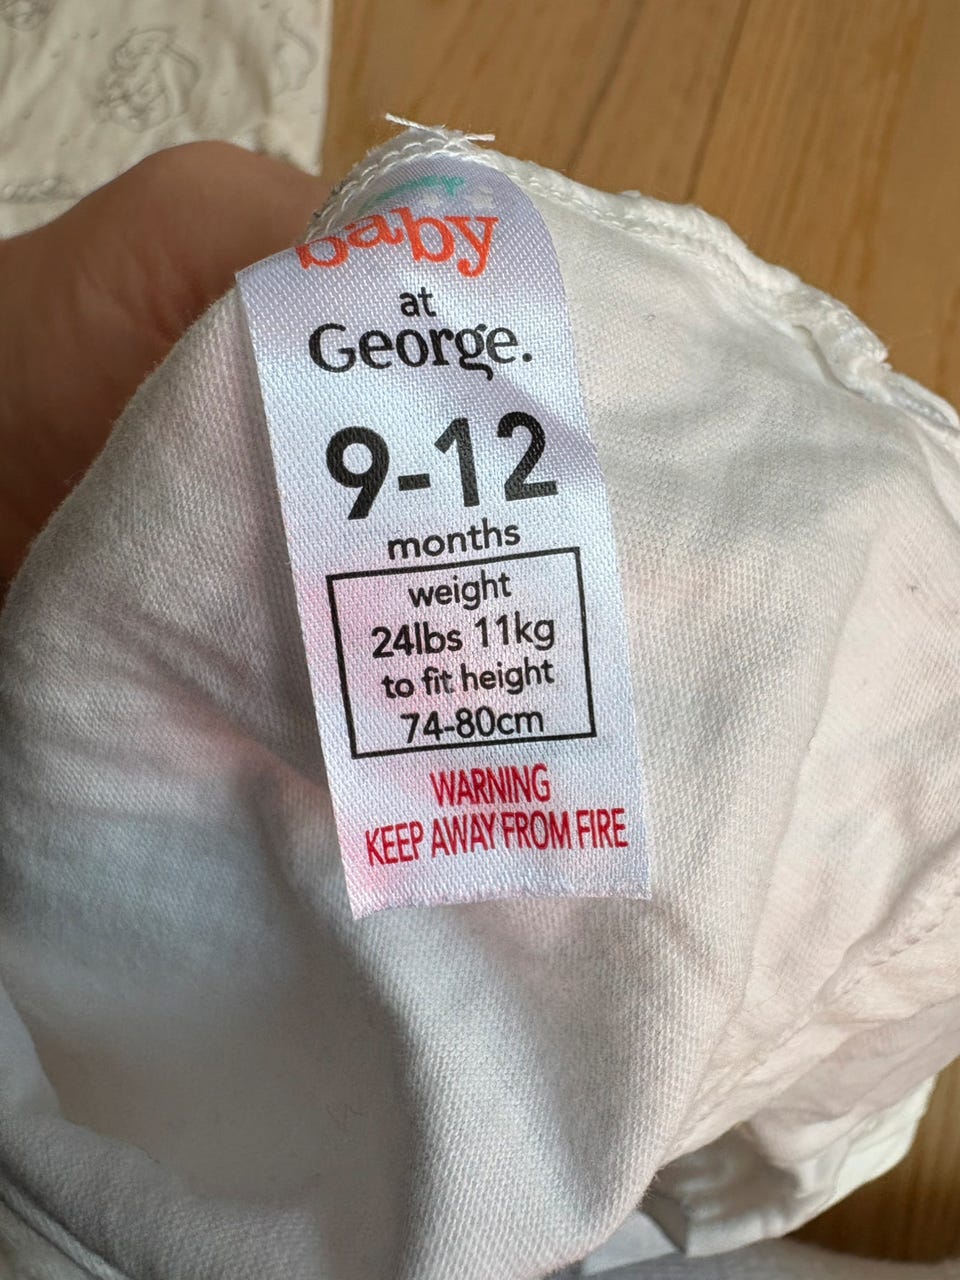 baby
at
George.
9-12
months
weight
24lbs 11kg
to fit height
74-80cm
WARNING
KEEP AWAY FROM FIRE